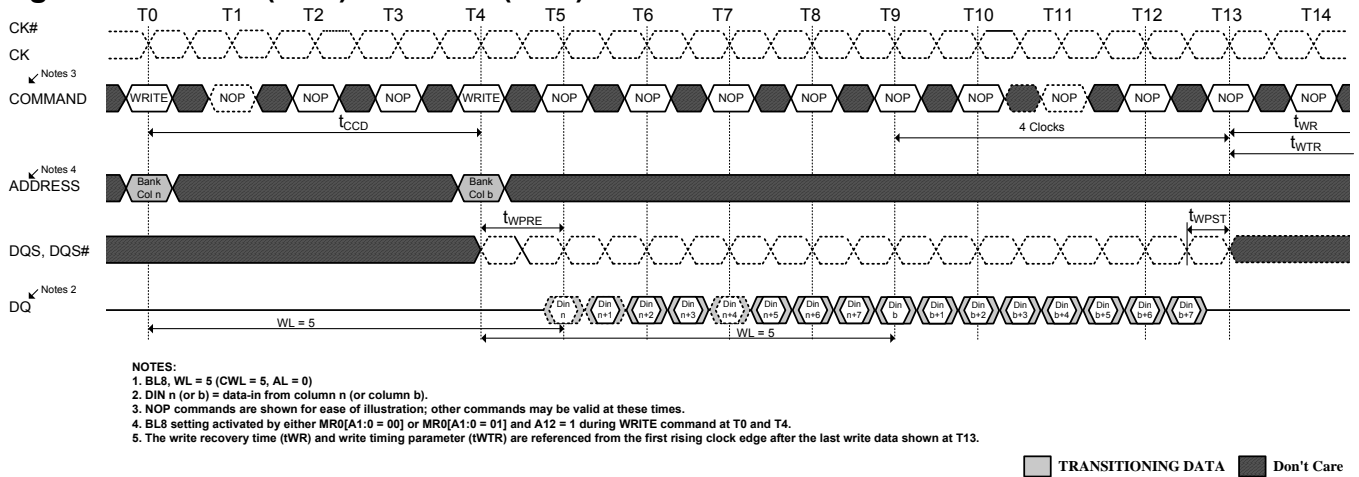 T0 T1 T2 T3 T4 T5 T6 T7 T8 T9 T10 T11 T12 T13 T14
CK#
CK
Notes 3
COMMAND WRITE NOP NOP NOP WRITE NOP NOP NOP NOP NOP NOP NOP NOP NOP NOP
tCCD
4 Clocks
tWR
tWTR
Notes 4
ADDRESS
Bank Col n
Bank Col b
tWPRE
tWPST
DQS, DQS#
Notes 2
DQ
Din n Din n+1 Din n+2 Din n+3 Din n+4 Din n+5 Din n+6 Din n+7 Din b Din b+1 Din b+2 Din b+3 Din b+4 Din b+5 Din b+6 Din b+7
WL = 5
WL = 5
NOTES:
1. BL8, WL = 5 (CWL = 5, AL = 0)
2. DIN n (or b) = data-in from column n (or column b).
3. NOP commands are shown for ease of illustration; other commands may be valid at these times.
4. BL8 setting activated by either MR0[A1:0 = 00] or MR0[A1:0 = 01] and A12 = 1 during WRITE command at T0 and T4.
5. The write recovery time (tWR) and write timing parameter (tWTR) are referenced from the first rising clock edge after the last write data shown at T13.
TRANSITIONING DATA
Don't Care